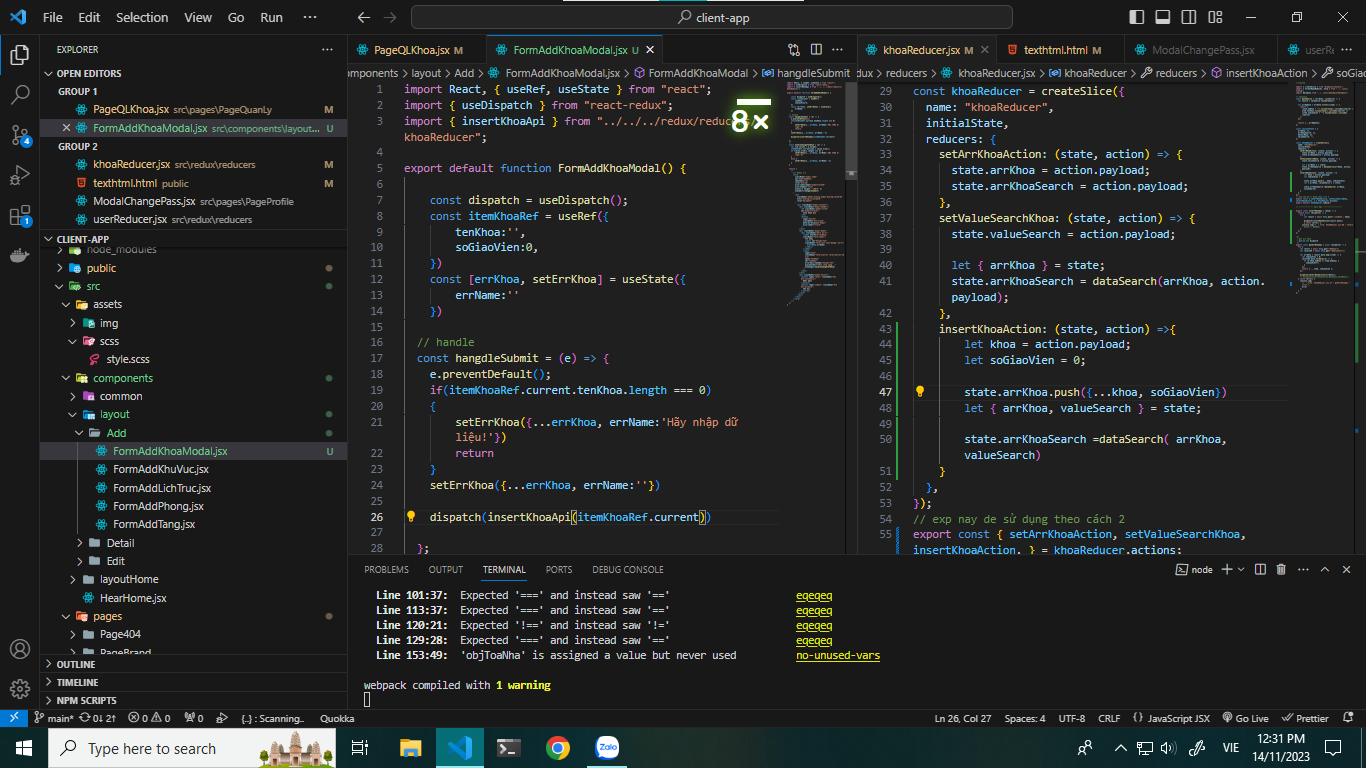 File Edit Selection View Go Run ··· client-app
EXPLORER
OPEN EDITORS
GROUP 1
PageQLKhoa.jsx src\pages\PageQuanLy M
FormAddKhoaModal.jsx src\components\layout... U
GROUP 2
khoaReducer.jsx src\redux\reducers M
texthtml.html public M
ModalChangePass.jsx src\pages\PageProfile
userReducer.jsx src\redux\reducers
CLIENT-APP
node_modules
public
src
assets
img
scss
style.scss
components
common
layout
Add
FormAddKhoaModal.jsx U
FormAddKhuVuc.jsx
FormAddLichTruc.jsx
FormAddPhong.jsx
FormAddTang.jsx
Detail
Edit
layoutHome
HearHome.jsx
pages
Page404
PageBrand
OUTLINE
TIMELINE
NPM SCRIPTS
PageQLKhoa.jsx M FormAddKhoaModal.jsx U
mponents > layout > Add > FormAddKhoaModal.jsx > FormAddKhoaModal > hangdleSubmit
1 import React, { useRef, useState } from "react";
2 import { useDispatch } from "react-redux";
3 import { insertKhoaApi } from "../../../redux/reducers/
khoaReducer";
4
5 export default function FormAddKhoaModal() {
6
7 const dispatch = useDispatch();
8 const itemKhoaRef = useRef({
9 tenKhoa:'',
10 soGiaoVien:0,
11 })
12 const [errKhoa, setErrKhoa] = useState({
13 errName:''
14 })
15
16 // handle
17 const hangdleSubmit = (e) => {
18 e.preventDefault();
19 if(itemKhoaRef.current.tenKhoa.length === 0)
20 {
21 setErrKhoa({...errKhoa, errName:'Hãy nhập dữ
liệu!'})
22 return
23 }
24 setErrKhoa({...errKhoa, errName:''})
25
26 dispatch(insertKhoaApi(itemKhoaRef.current))
27
28 };
8x
khoaReducer.jsx M texthtml.html M ModalChangePass.jsx userRe
dux > reducers > khoaReducer.jsx > khoaReducer > reducers > insertKhoaAction > soGiao
29 const khoaReducer = createSlice({
30 name: "khoaReducer",
31 initialState,
32 reducers: {
33 setArrKhoaAction: (state, action) => {
34 state.arrKhoa = action.payload;
35 state.arrKhoaSearch = action.payload;
36 },
37 setValueSearchKhoa: (state, action) => {
38 state.valueSearch = action.payload;
39
40 let { arrKhoa } = state;
41 state.arrKhoaSearch = dataSearch(arrKhoa, action.
payload);
42 },
43 insertKhoaAction: (state, action) =>{
44 let khoa = action.payload;
45 let soGiaoVien = 0;
46
47 state.arrKhoa.push({...khoa, soGiaoVien})
48 let { arrKhoa, valueSearch } = state;
49
50 state.arrKhoaSearch =dataSearch( arrKhoa,
valueSearch)
51 }
52 },
53 });
54 // exp nay de sử dụng theo cách 2
55 export const { setArrKhoaAction, setValueSearchKhoa,
insertKhoaAction, } = khoaReducer.actions;
PROBLEMS OUTPUT TERMINAL PORTS DEBUG CONSOLE node
Line 101:37: Expected '===' and instead saw '==' eqeqeq
Line 113:37: Expected '===' and instead saw '==' eqeqeq
Line 120:21: Expected '!==' and instead saw '!=' eqeqeq
Line 129:28: Expected '===' and instead saw '==' eqeqeq
Line 153:49: 'objToaNha' is assigned a value but never used no-unused-vars
webpack compiled with 1 warning
main* 0↓ 2↑ 0 0 0 {..} : Scanning.. Quokka Ln 26, Col 27 Spaces: 4 UTF-8 CRLF { } JavaScript JSX Go Live Prettier
Type here to search Zalo VIE 12:31 PM
14/11/2023